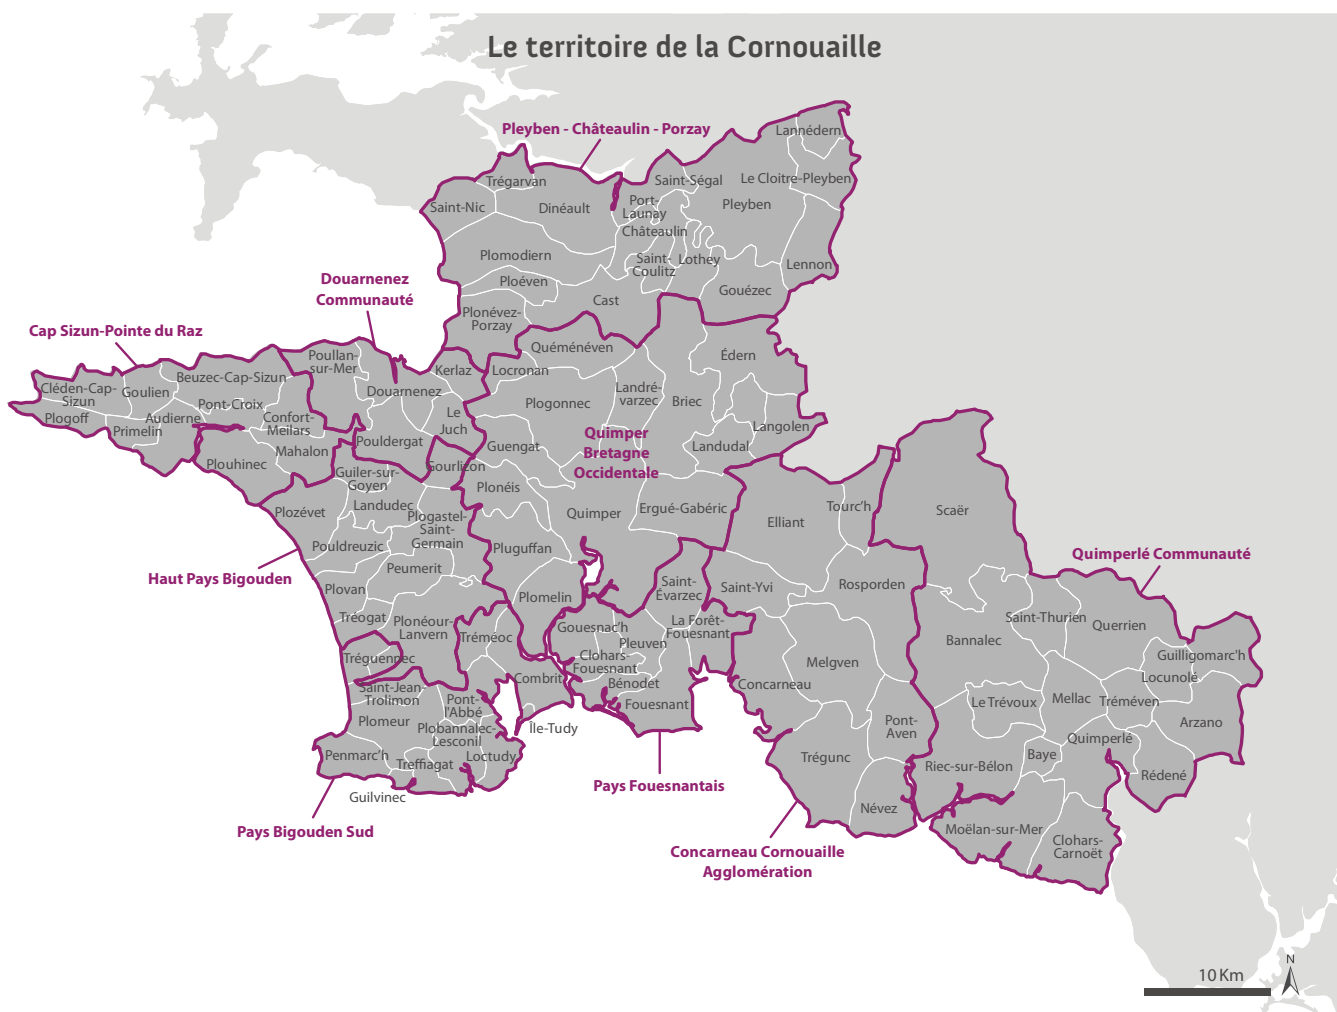 Le territoire de la Cornouaille
Pleyben - Châteaulin - Porzay
Lannédern
Trégarvan
Saint-Ségal
Le Cloitre-Pleyben
Saint-Nic
Dinéault
Port-
Launay
Pleyben
Châteaulin
Plomodiern
Saint-
Coulitz
Lothey
Lennon
Ploéven
Gouézec
Cast
Plonévez-
Porzay
Douarnenez
Communauté
Cap Sizun-Pointe du Raz
Poullan-
sur-Mer
Kerlaz
Locronan
Quéménéven
Édern
Cléden-Cap-
Sizun
Goulien
Beuzec-Cap-Sizun
Douarnenez
Landré-
varzec
Briec
Plogonnec
Plogoff
Primelin
Audierne
Pont-Croix
Confort-
Meilars
Le
Juch
Langolen
Landudal
Quimper
Bretagne
Occidentale
Plouhinec
Mahalon
Pouldergat
Guengat
Gourlizon
Guiler-sur-
Goyen
Plonéis
Plozévet
Landudec
Plogastel-
Saint-
Germain
Quimper
Ergué-Gabéric
Elliant
Tourc'h
Scaër
Pouldreuzic
Pluguffan
Peumerit
Haut Pays Bigouden
Quimperlé Communauté
Plovan
Plomelin
Saint-
Évarzec
Saint-Yvi
Rosporden
Tréogat
Plonéour-
Lanvern
Tréméoc
Gouesnac'h
La Forêt-
Fouesnant
Pleuven
Saint-Thurien
Querrien
Bannalec
Tréguennec
Clohars-
Fouesnant
Melgven
Guilligomarc'h
Locunolé
Combrit
Bénodet
Concarneau
Saint-Jean-
Trolimon
Pont-
l'Abbé
Fouesnant
Le Trévoux
Mellac
Tréméven
Arzano
Plomeur
Plobannalec-
Lesconil
Île-Tudy
Pont-
Aven
Quimperlé
Penmarc'h
Treffiagat
Loctudy
Trégunc
Riec-sur-Bélon
Baye
Rédené
Guilvinec
Pays Fouesnantais
Névez
Pays Bigouden Sud
Moëlan-sur-Mer
Clohars-
Carnoët
Concarneau Cornouaille
Agglomération
N
10 Km